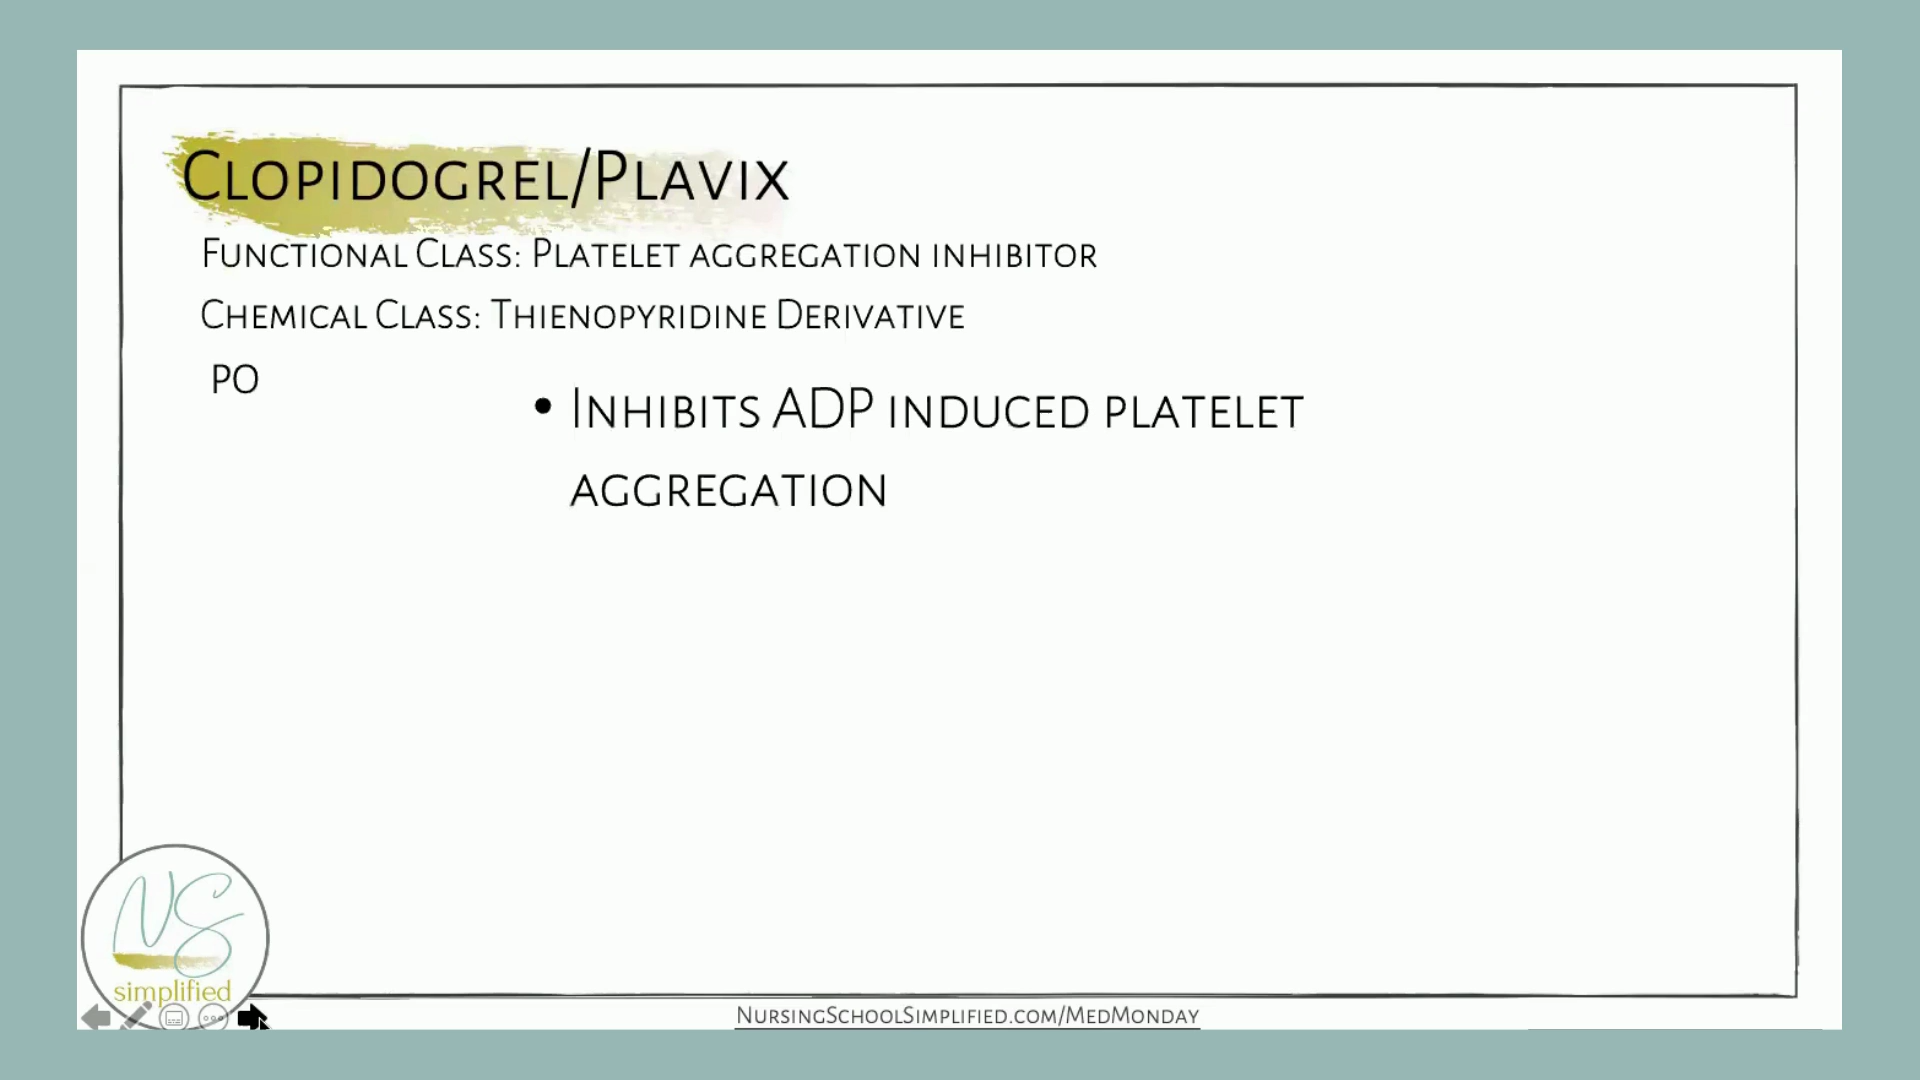 Clopidogrel/Plavix
Functional Class: Platelet aggregation inhibitor
Chemical Class: Thienopyridine Derivative
PO
• Inhibits ADP induced platelet
aggregation
NS
simplified
NursingSchoolSimplified.com/MedMonday